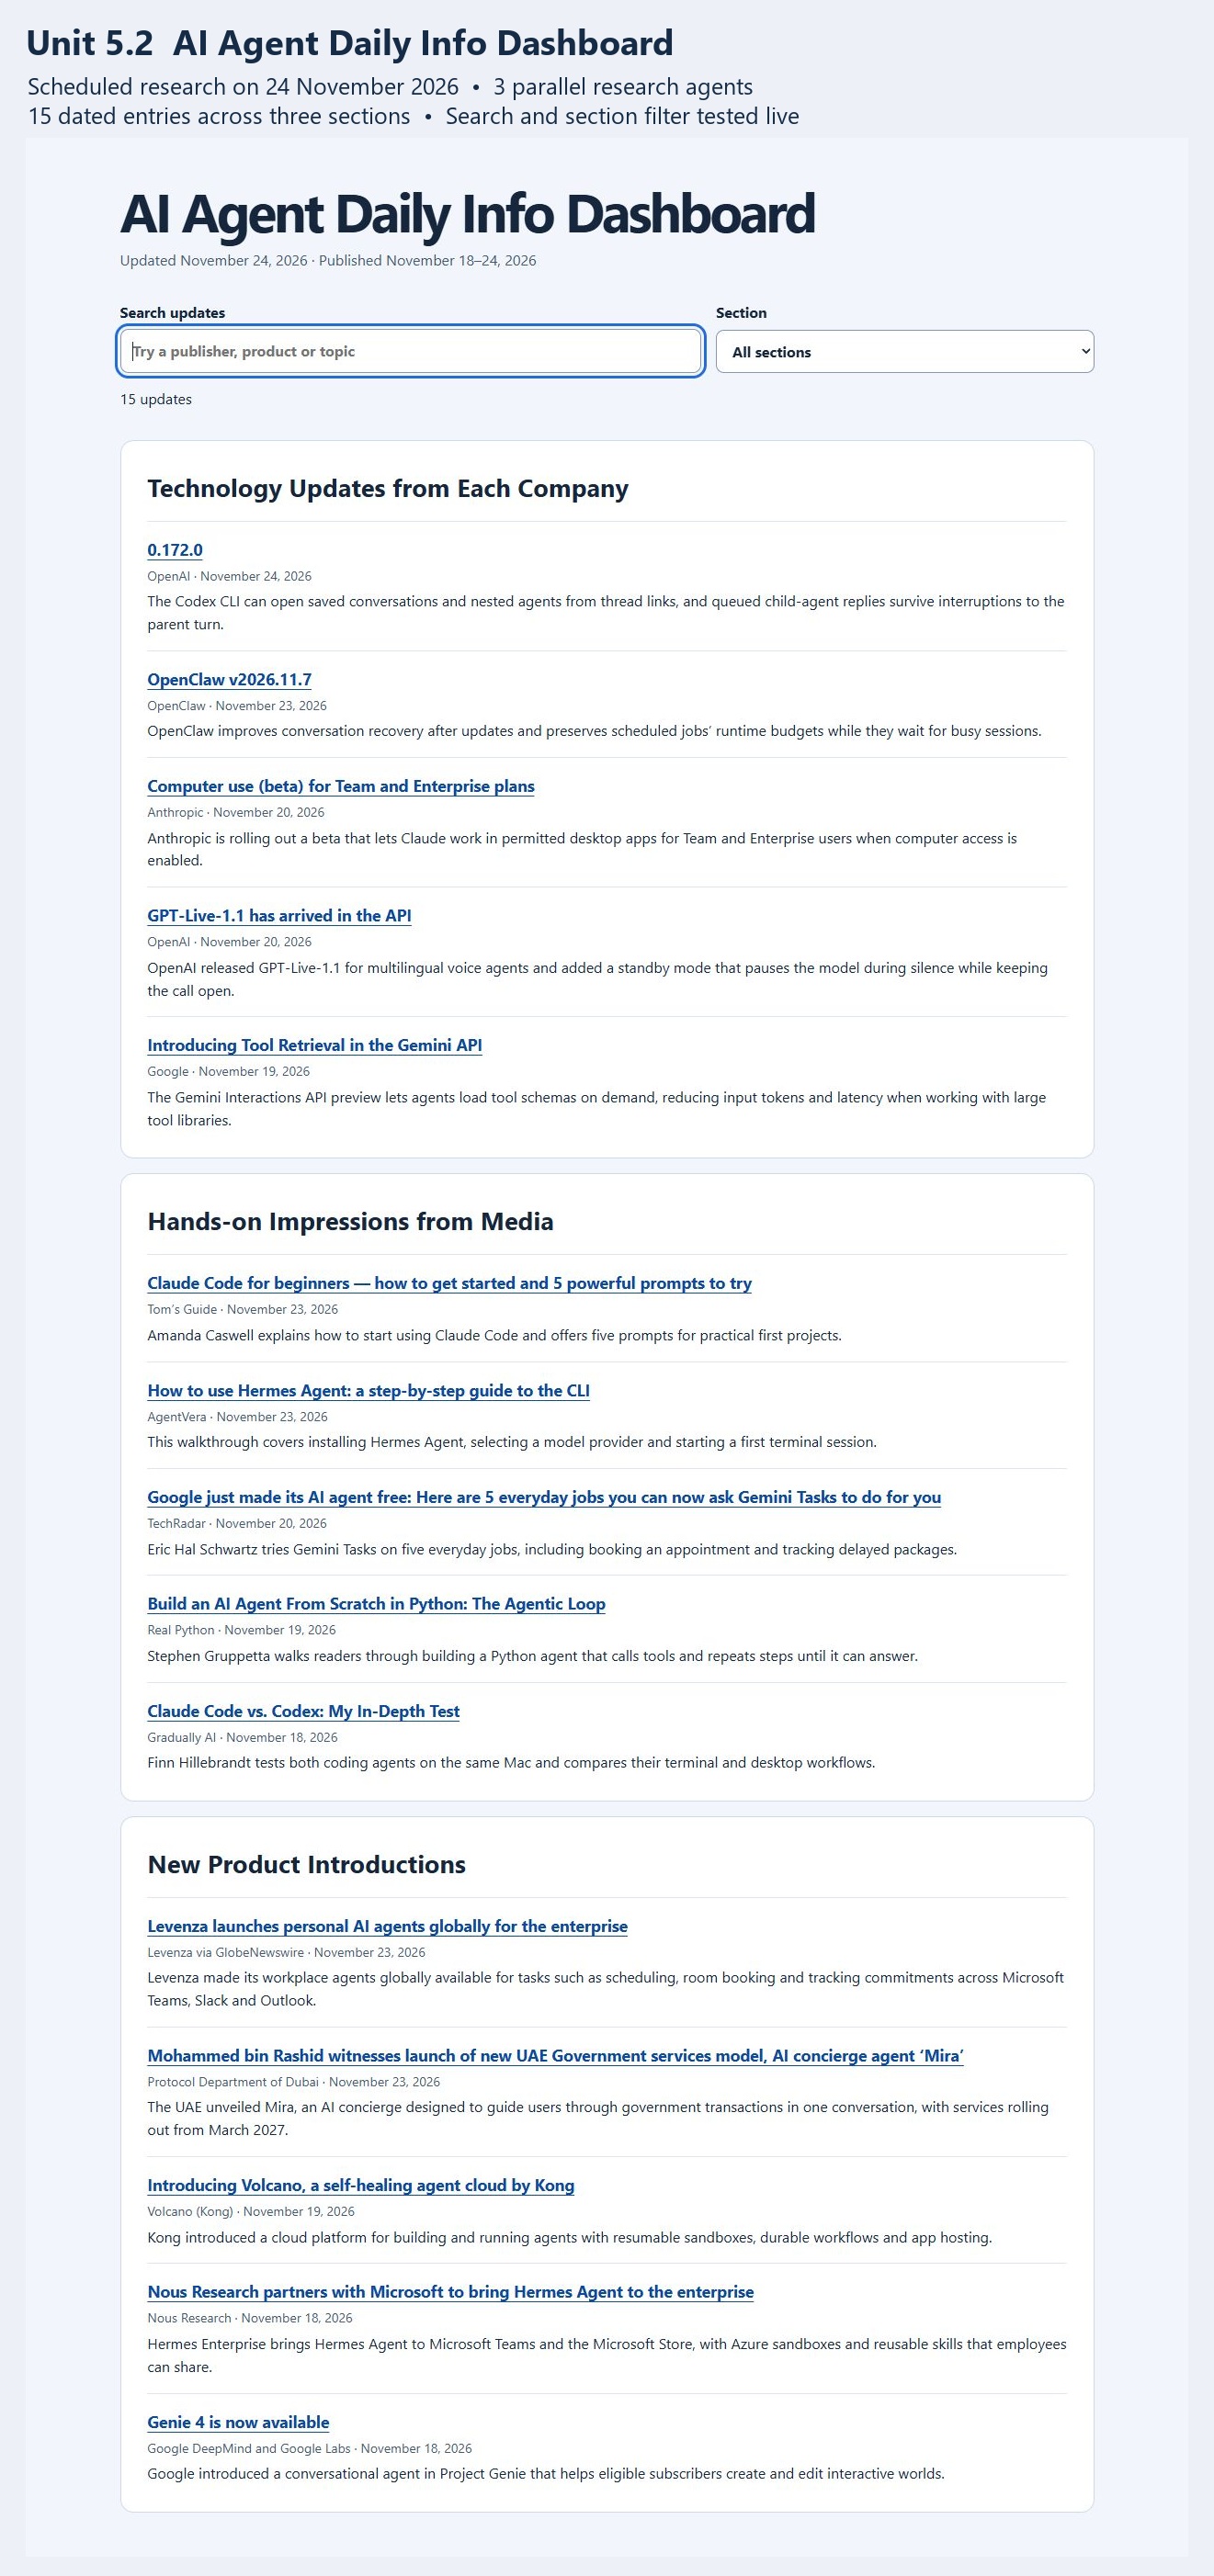 Unit 5.2 AI Agent Daily Info Dashboard
Scheduled research on 24 November 2026 • 3 parallel research agents
15 dated entries across three sections • Search and section filter tested live
AI Agent Daily Info Dashboard
Updated November 24, 2026 · Published November 18–24, 2026
Search updates
Section
Try a publisher, product or topic
All sections
15 updates
Technology Updates from Each Company
0.172.0
OpenAI · November 24, 2026
The Codex CLI can open saved conversations and nested agents from thread links, and queued child-agent replies survive interruptions to the
parent turn.
OpenClaw v2026.11.7
OpenClaw · November 23, 2026
OpenClaw improves conversation recovery after updates and preserves scheduled jobs’ runtime budgets while they wait for busy sessions.
Computer use (beta) for Team and Enterprise plans
Anthropic · November 20, 2026
Anthropic is rolling out a beta that lets Claude work in permitted desktop apps for Team and Enterprise users when computer access is
enabled.
GPT-Live-1.1 has arrived in the API
OpenAI · November 20, 2026
OpenAI released GPT-Live-1.1 for multilingual voice agents and added a standby mode that pauses the model during silence while keeping
the call open.
Introducing Tool Retrieval in the Gemini API
Google · November 19, 2026
The Gemini Interactions API preview lets agents load tool schemas on demand, reducing input tokens and latency when working with large
tool libraries.
Hands-on Impressions from Media
Claude Code for beginners — how to get started and 5 powerful prompts to try
Tom’s Guide · November 23, 2026
Amanda Caswell explains how to start using Claude Code and offers five prompts for practical first projects.
How to use Hermes Agent: a step-by-step guide to the CLI
AgentVera · November 23, 2026
This walkthrough covers installing Hermes Agent, selecting a model provider and starting a first terminal session.
Google just made its AI agent free: Here are 5 everyday jobs you can now ask Gemini Tasks to do for you
TechRadar · November 20, 2026
Eric Hal Schwartz tries Gemini Tasks on five everyday jobs, including booking an appointment and tracking delayed packages.
Build an AI Agent From Scratch in Python: The Agentic Loop
Real Python · November 19, 2026
Stephen Gruppetta walks readers through building a Python agent that calls tools and repeats steps until it can answer.
Claude Code vs. Codex: My In-Depth Test
Gradually AI · November 18, 2026
Finn Hillebrandt tests both coding agents on the same Mac and compares their terminal and desktop workflows.
New Product Introductions
Levenza launches personal AI agents globally for the enterprise
Levenza via GlobeNewswire · November 23, 2026
Levenza made its workplace agents globally available for tasks such as scheduling, room booking and tracking commitments across Microsoft
Teams, Slack and Outlook.
Mohammed bin Rashid witnesses launch of new UAE Government services model, AI concierge agent ‘Mira’
Protocol Department of Dubai · November 23, 2026
The UAE unveiled Mira, an AI concierge designed to guide users through government transactions in one conversation, with services rolling
out from March 2027.
Introducing Volcano, a self-healing agent cloud by Kong
Volcano (Kong) · November 19, 2026
Kong introduced a cloud platform for building and running agents with resumable sandboxes, durable workflows and app hosting.
Nous Research partners with Microsoft to bring Hermes Agent to the enterprise
Nous Research · November 18, 2026
Hermes Enterprise brings Hermes Agent to Microsoft Teams and the Microsoft Store, with Azure sandboxes and reusable skills that employees
can share.
Genie 4 is now available
Google DeepMind and Google Labs · November 18, 2026
Google introduced a conversational agent in Project Genie that helps eligible subscribers create and edit interactive worlds.